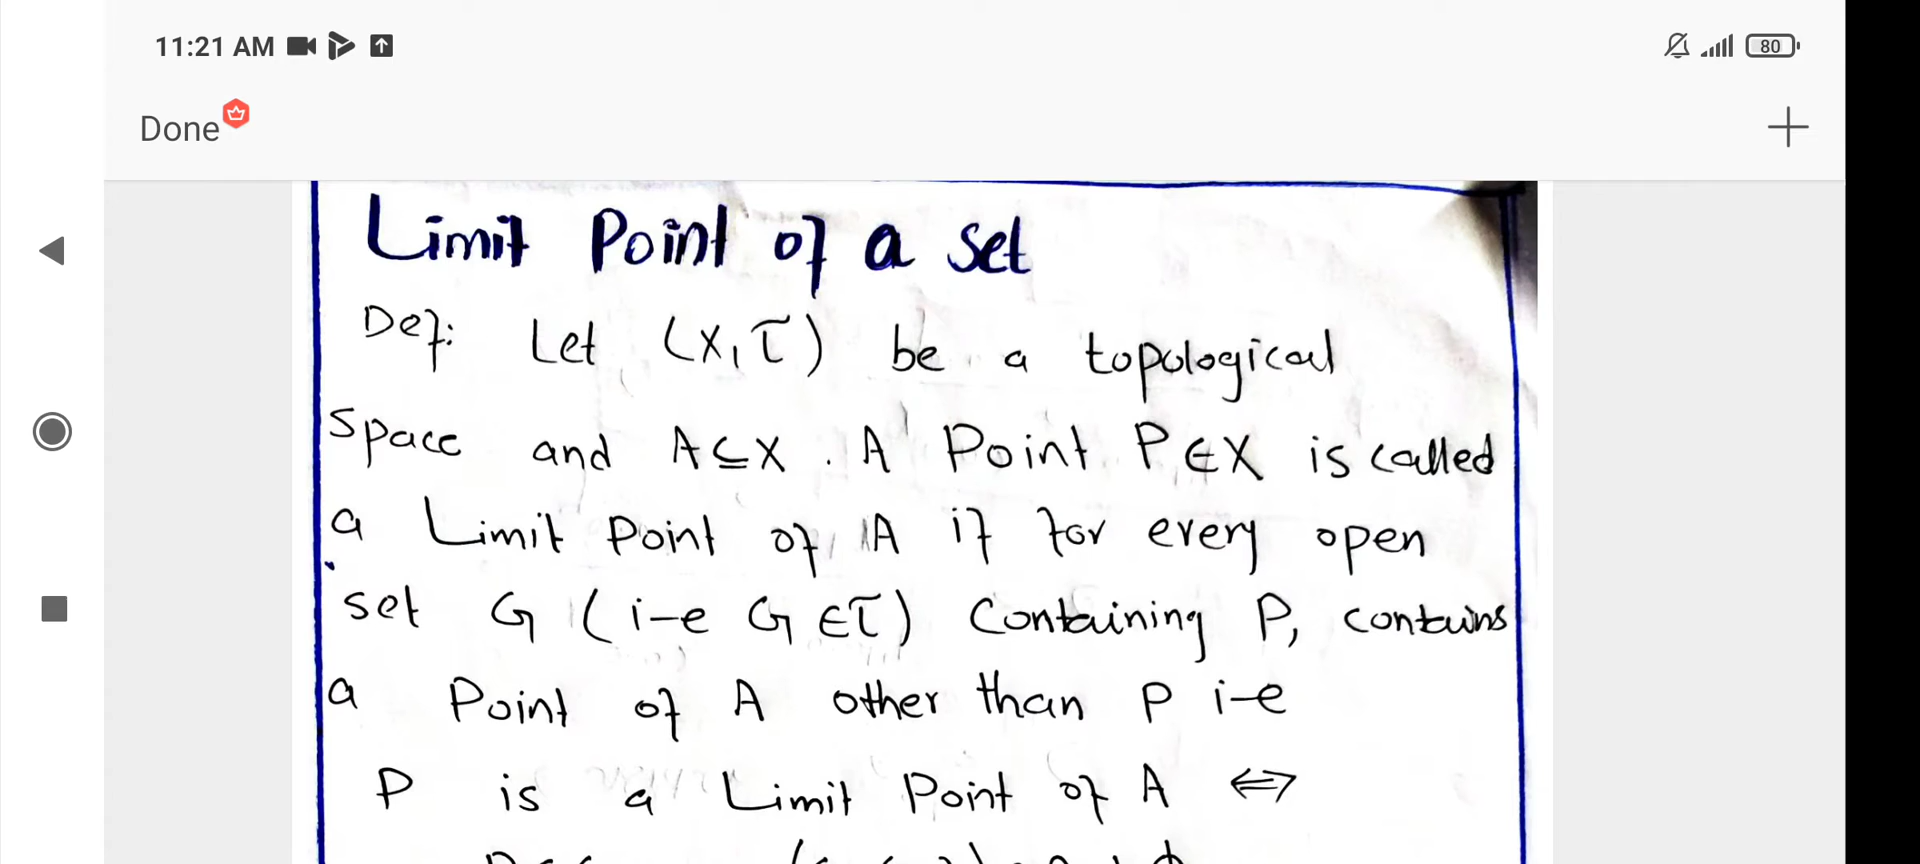 11:21 AM
80
Done
Limit Point of a set
Def: Let (X, τ) be a topological
Space and A⊆X . A Point P∈X is called
a Limit Point of A if for every open
set G (i-e G ∈τ) Containing P, contains
a Point of A other than P i-e
P is a Limit Point of A ⇔